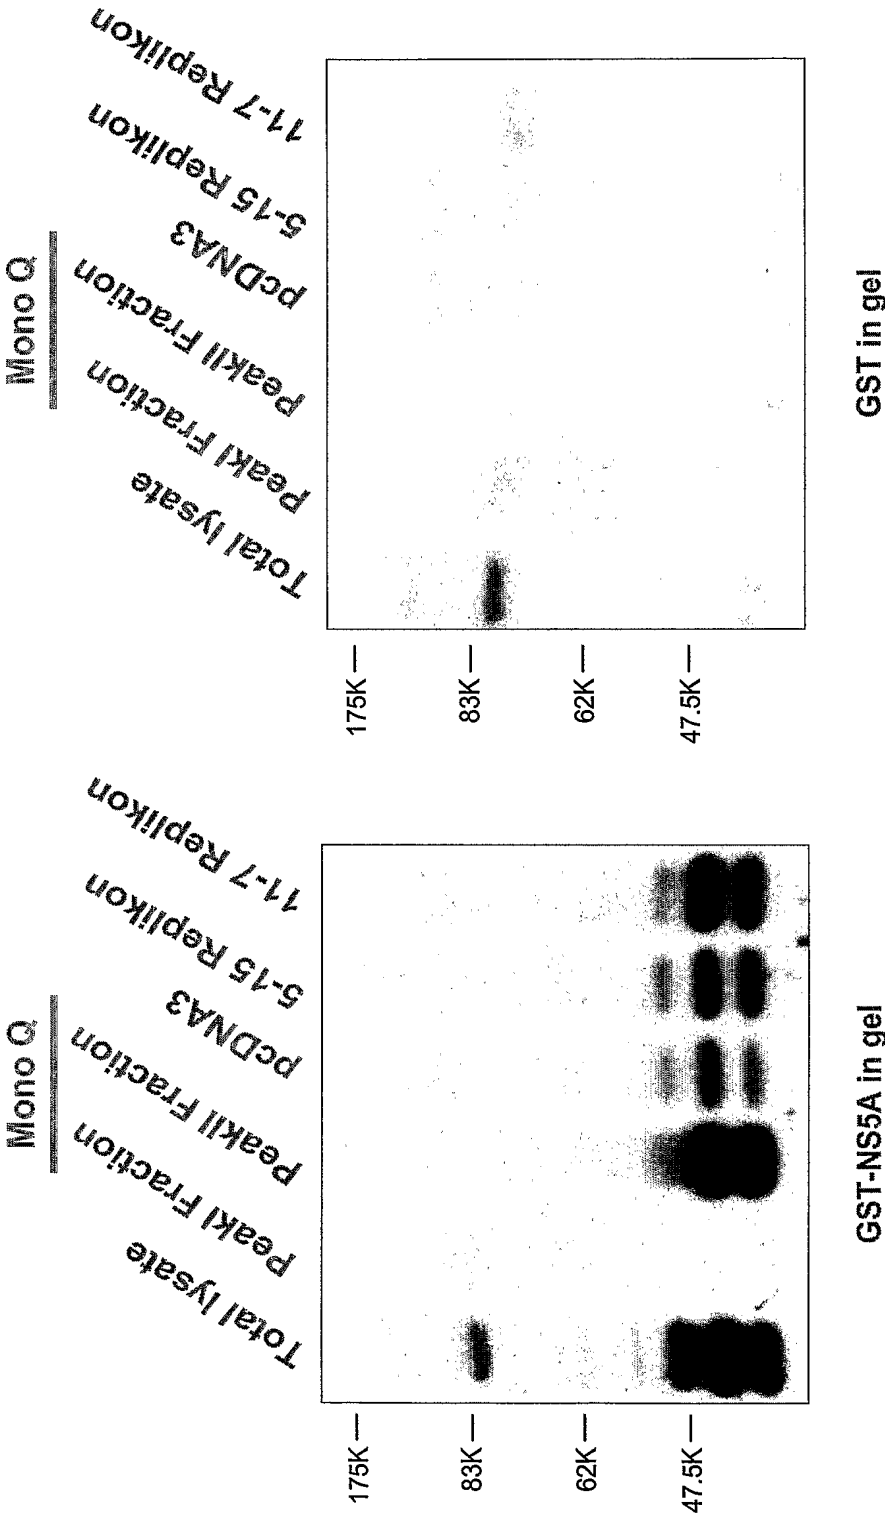 Mono Q
Total lysate
PeakI Fraction
PeakII Fraction
pcDNA3
5-15 Replikon
11-7 Replikon
175K
83K
62K
47.5K
GST-NS5A in gel
Mono Q
Total lysate
PeakI Fraction
PeakII Fraction
pcDNA3
5-15 Replikon
11-7 Replikon
175K
83K
62K
47.5K
GST in gel